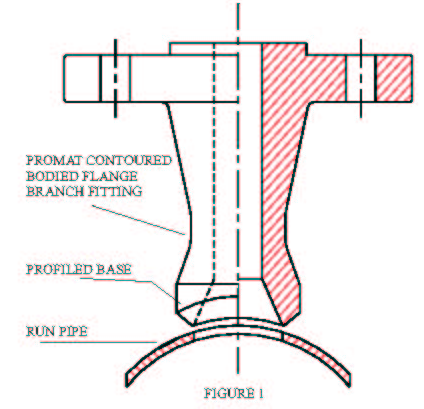 PROMAT CONTOURED
BODIED FLANGE
BRANCH FITTING
PROFILED BASE
RUN PIPE
FIGURE 1